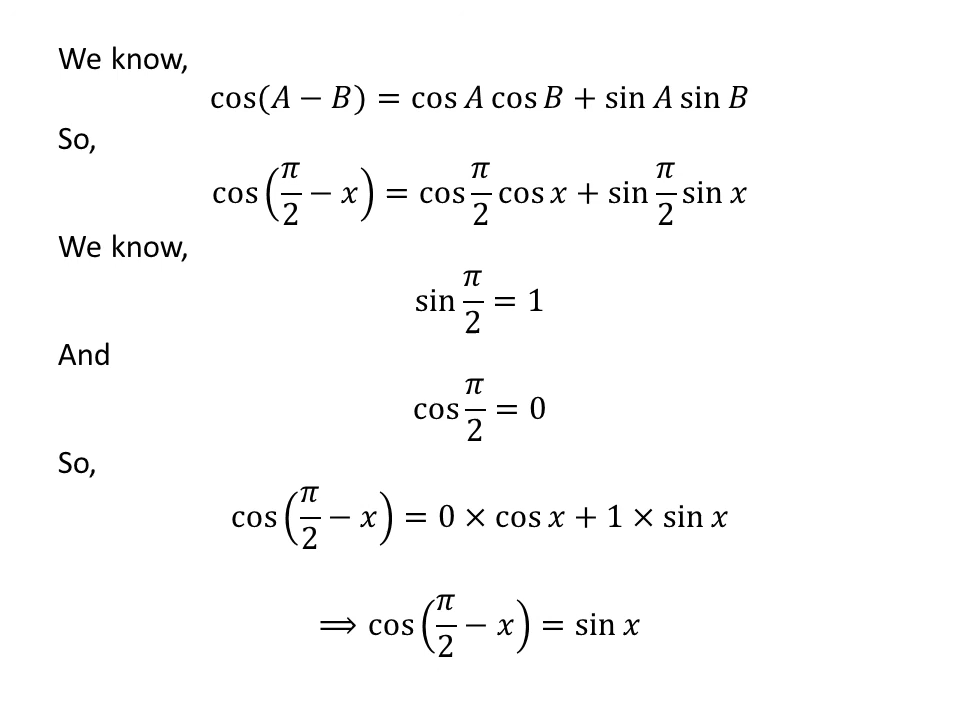 We know,
cos(𝐴 − 𝐵) = cos 𝐴 cos 𝐵 + sin 𝐴 sin 𝐵
So,
cos(π/2 − 𝑥) = cos π/2 cos 𝑥 + sin π/2 sin 𝑥
We know,
sin π/2 = 1
And
cos π/2 = 0
So,
cos(π/2 − 𝑥) = 0 × cos 𝑥 + 1 × sin 𝑥
⟹ cos(π/2 − 𝑥) = sin 𝑥